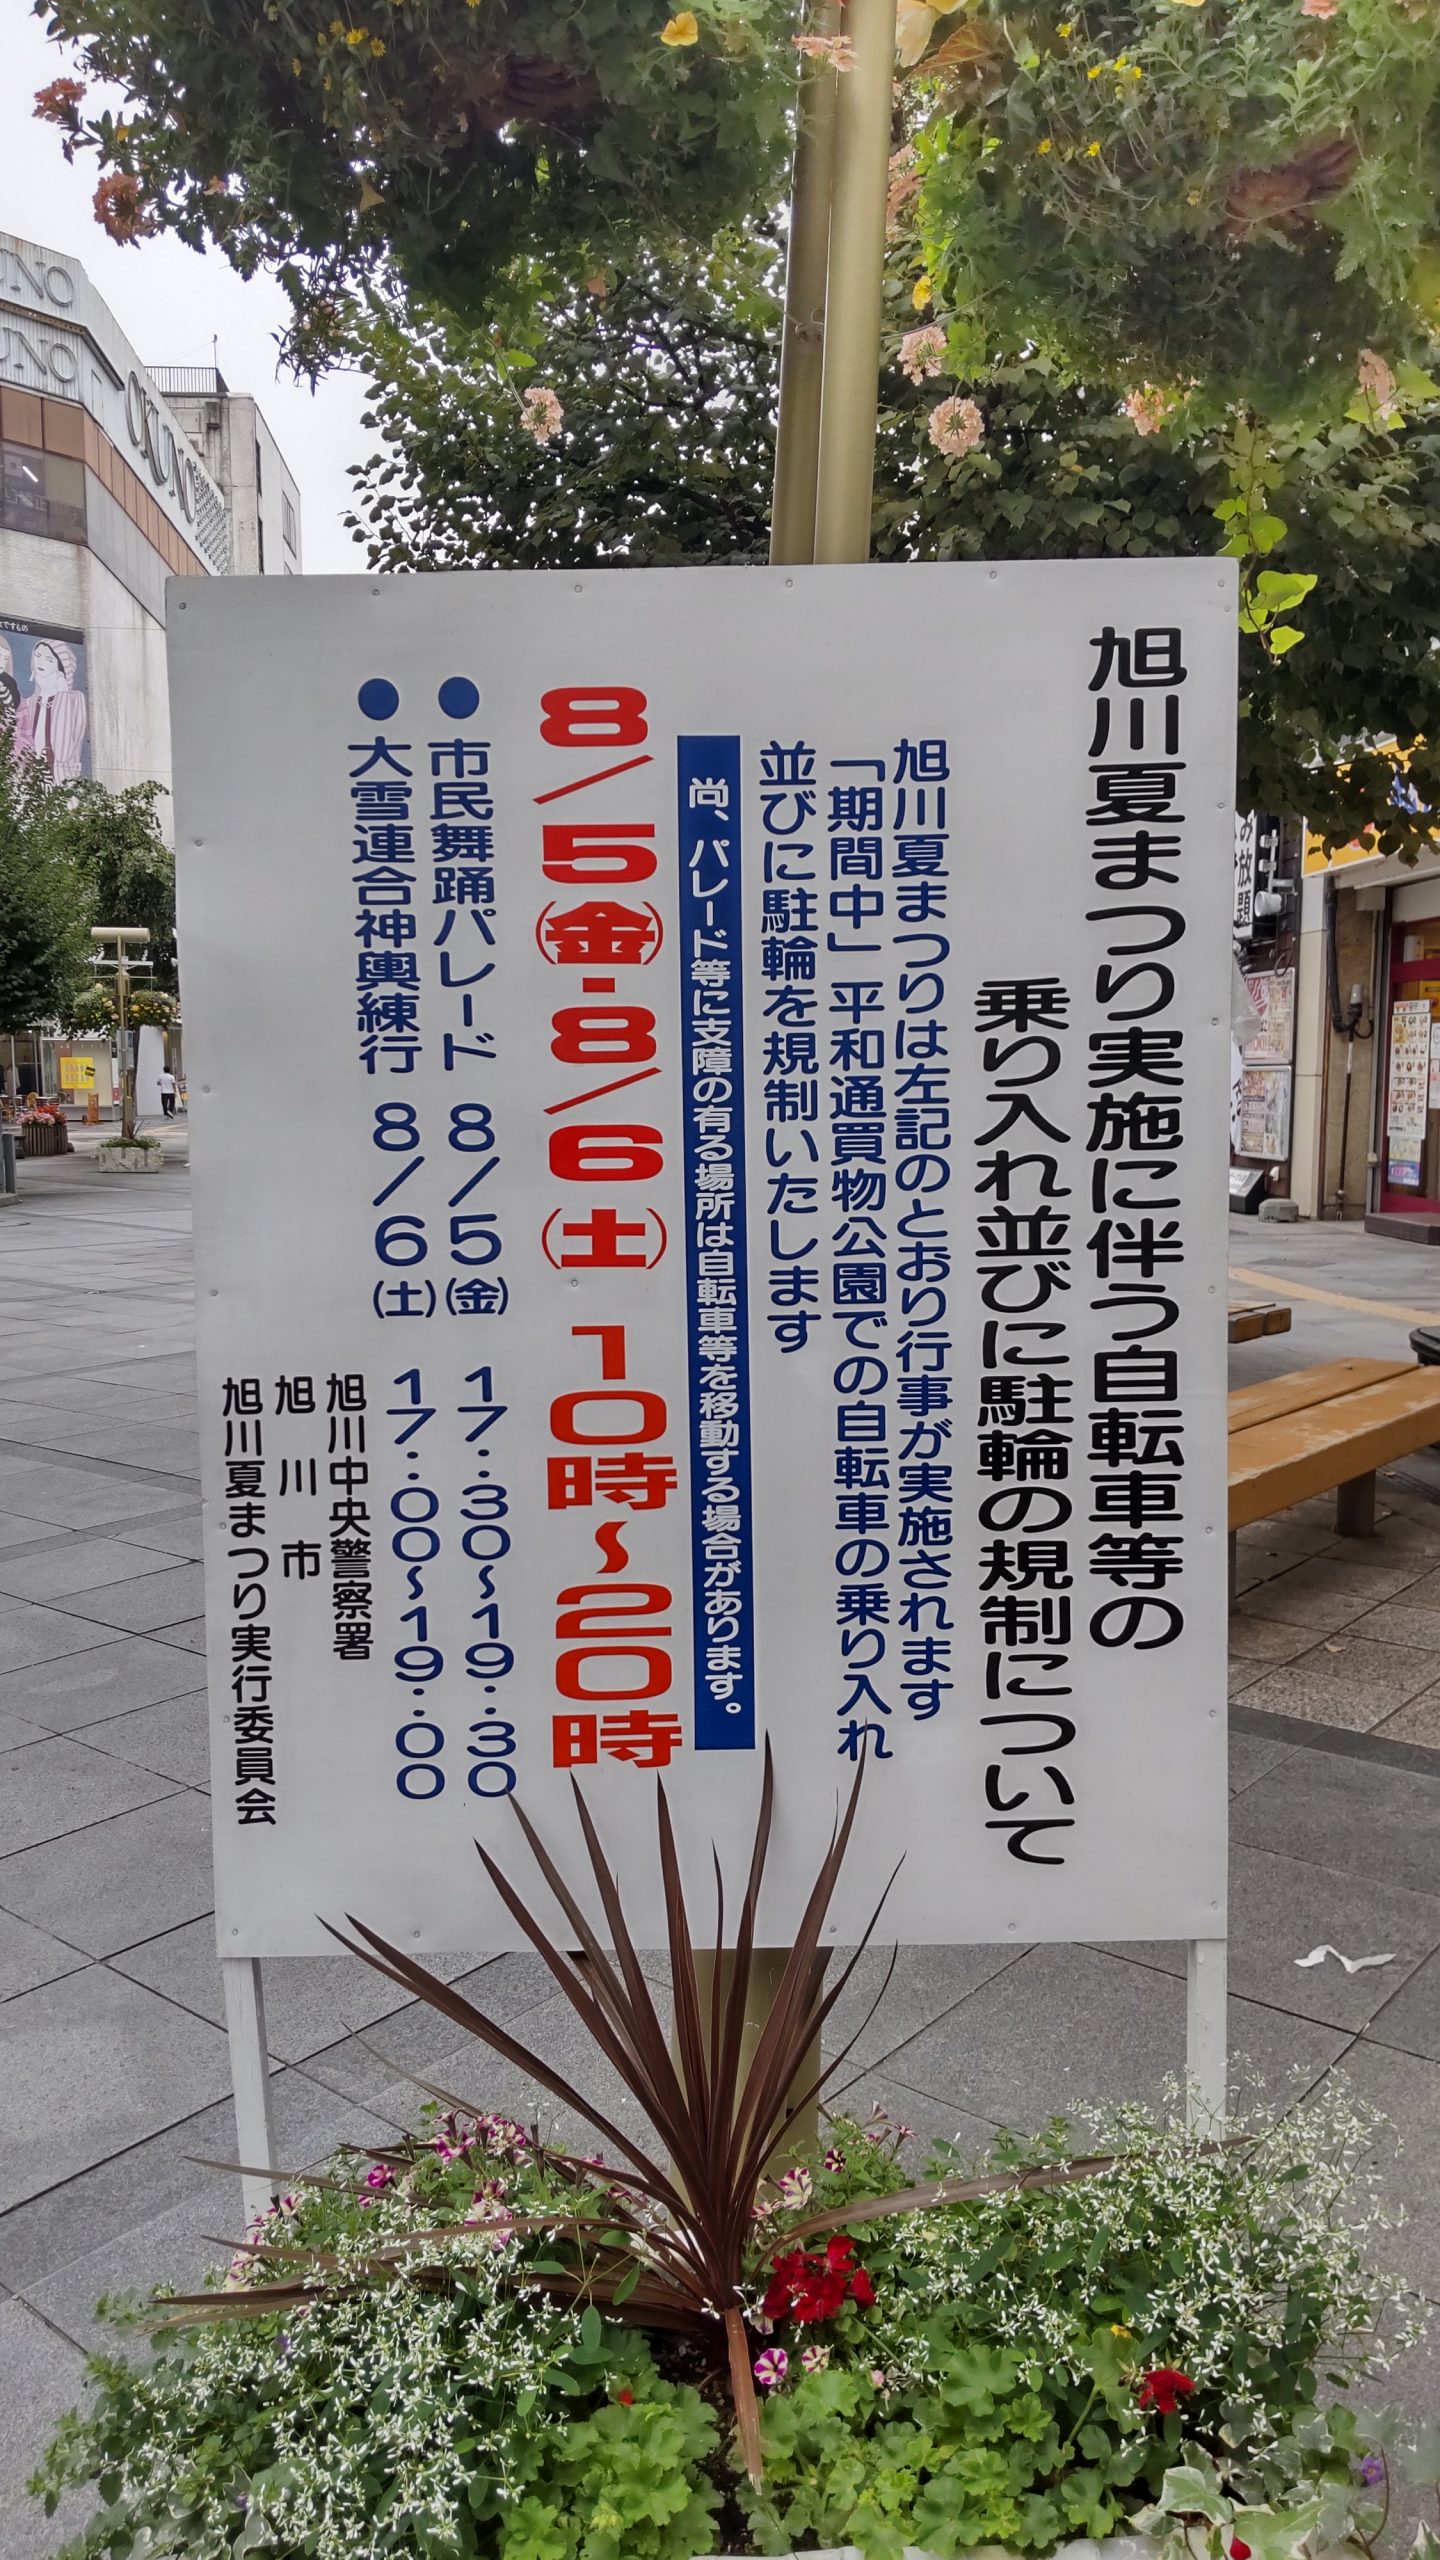 旭川夏まつり実施に伴う自転車等の
乗り入れ並びに駐輪の規制について
旭川夏まつりは左記のとおり行事が実施されます
「期間中」平和通買物公園での自転車の乗り入れ
並びに駐輪を規制いたします
尚、パレード等に支障の有る場所は自転車等を移動する場合があります。
8/5(金)・8/6(土) 10時〜20時
●市民舞踊パレード 8/5(金) 17:30〜19:30
●大雪連合神輿練行 8/6(土) 17:00〜19:00
旭川中央警察署
旭川市
旭川夏まつり実行委員会
OKUNO
UNO
UNO
み放題